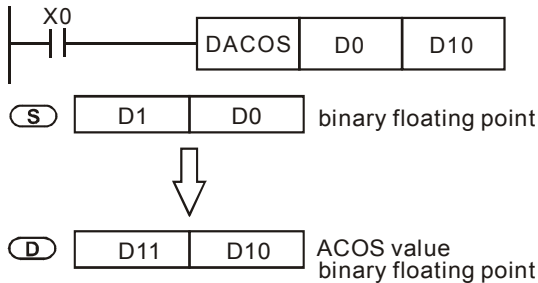 X0
DACOS D0 D10
S D1 D0 binary floating point
D D11 D10 ACOS value
binary floating point